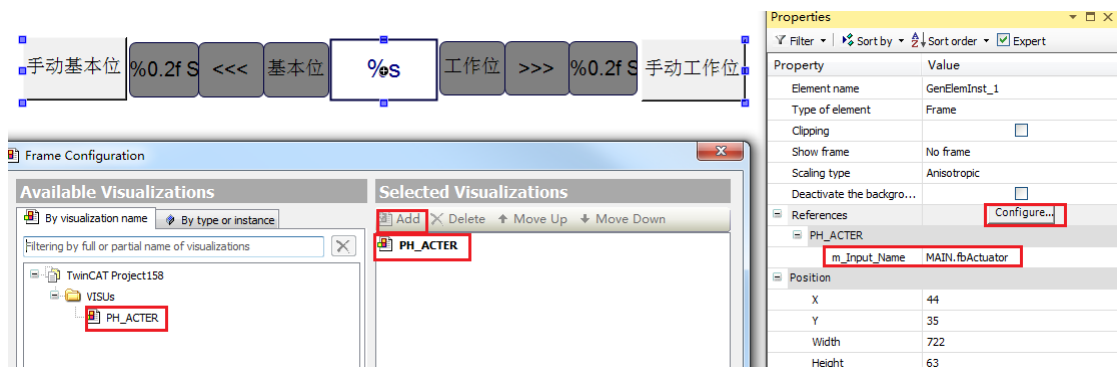 手动基本位 %0.2f S <<< 基本位 %s 工作位 >>> %0.2f S 手动工作位
Frame Configuration
Available Visualizations
By visualization name By type or instance
Filtering by full or partial name of visualizations
TwinCAT Project158
VISUs
PH_ACTER
Selected Visualizations
Add Delete Move Up Move Down
PH_ACTER
Properties
Filter Sort by Sort order Expert
Property Value
Element name GenElemInst_1
Type of element Frame
Clipping
Show frame No frame
Scaling type Anisotropic
Deactivate the backgro...
References Configure...
PH_ACTER
m_Input_Name MAIN.fbActuator
Position
X 44
Y 35
Width 722
Height 63